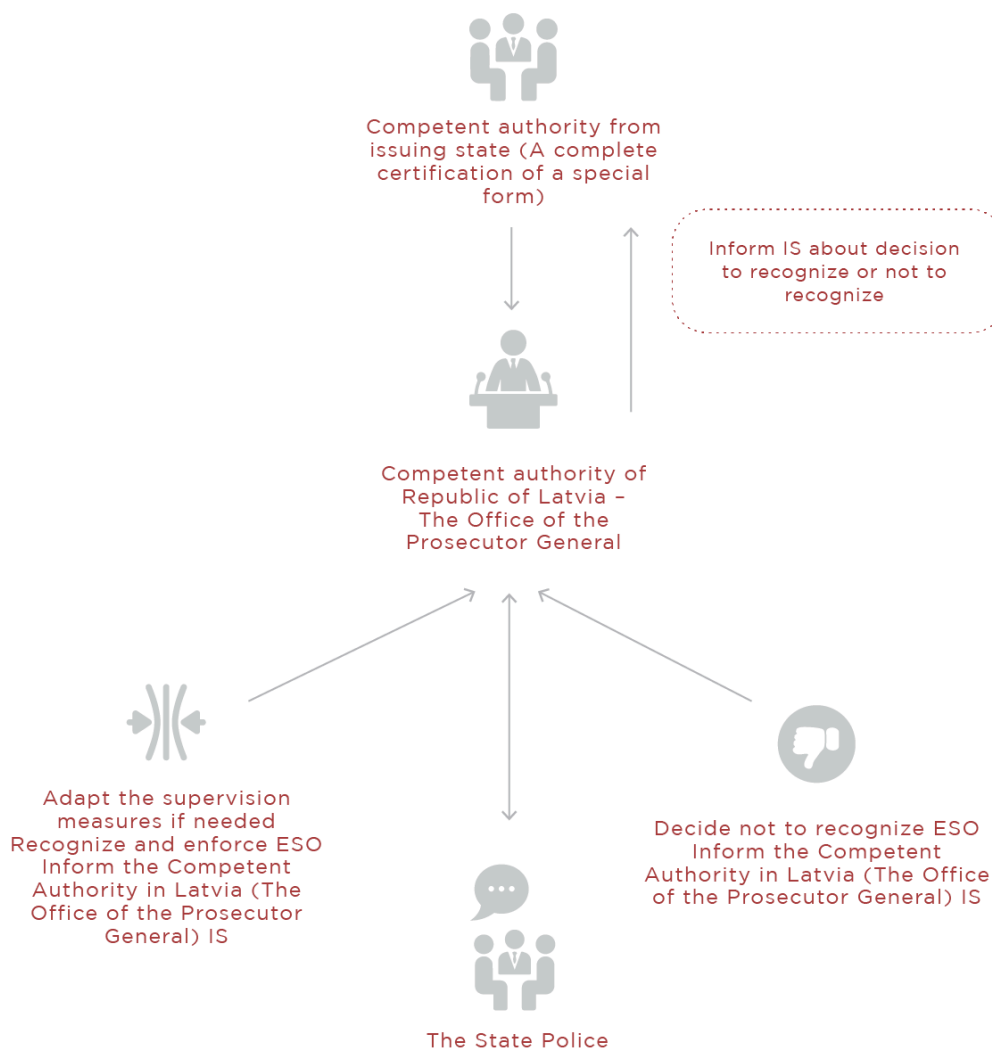 Competent authority from
issuing state (A complete
certification of a special
form)
Inform IS about decision
to recognize or not to
recognize
Competent authority of
Republic of Latvia –
The Office of the
Prosecutor General
Adapt the supervision
measures if needed
Recognize and enforce ESO
Inform the Competent
Authority in Latvia (The
Office of the Prosecutor
General) IS
Decide not to recognize ESO
Inform the Competent
Authority in Latvia (The Office
of the Prosecutor General) IS
The State Police